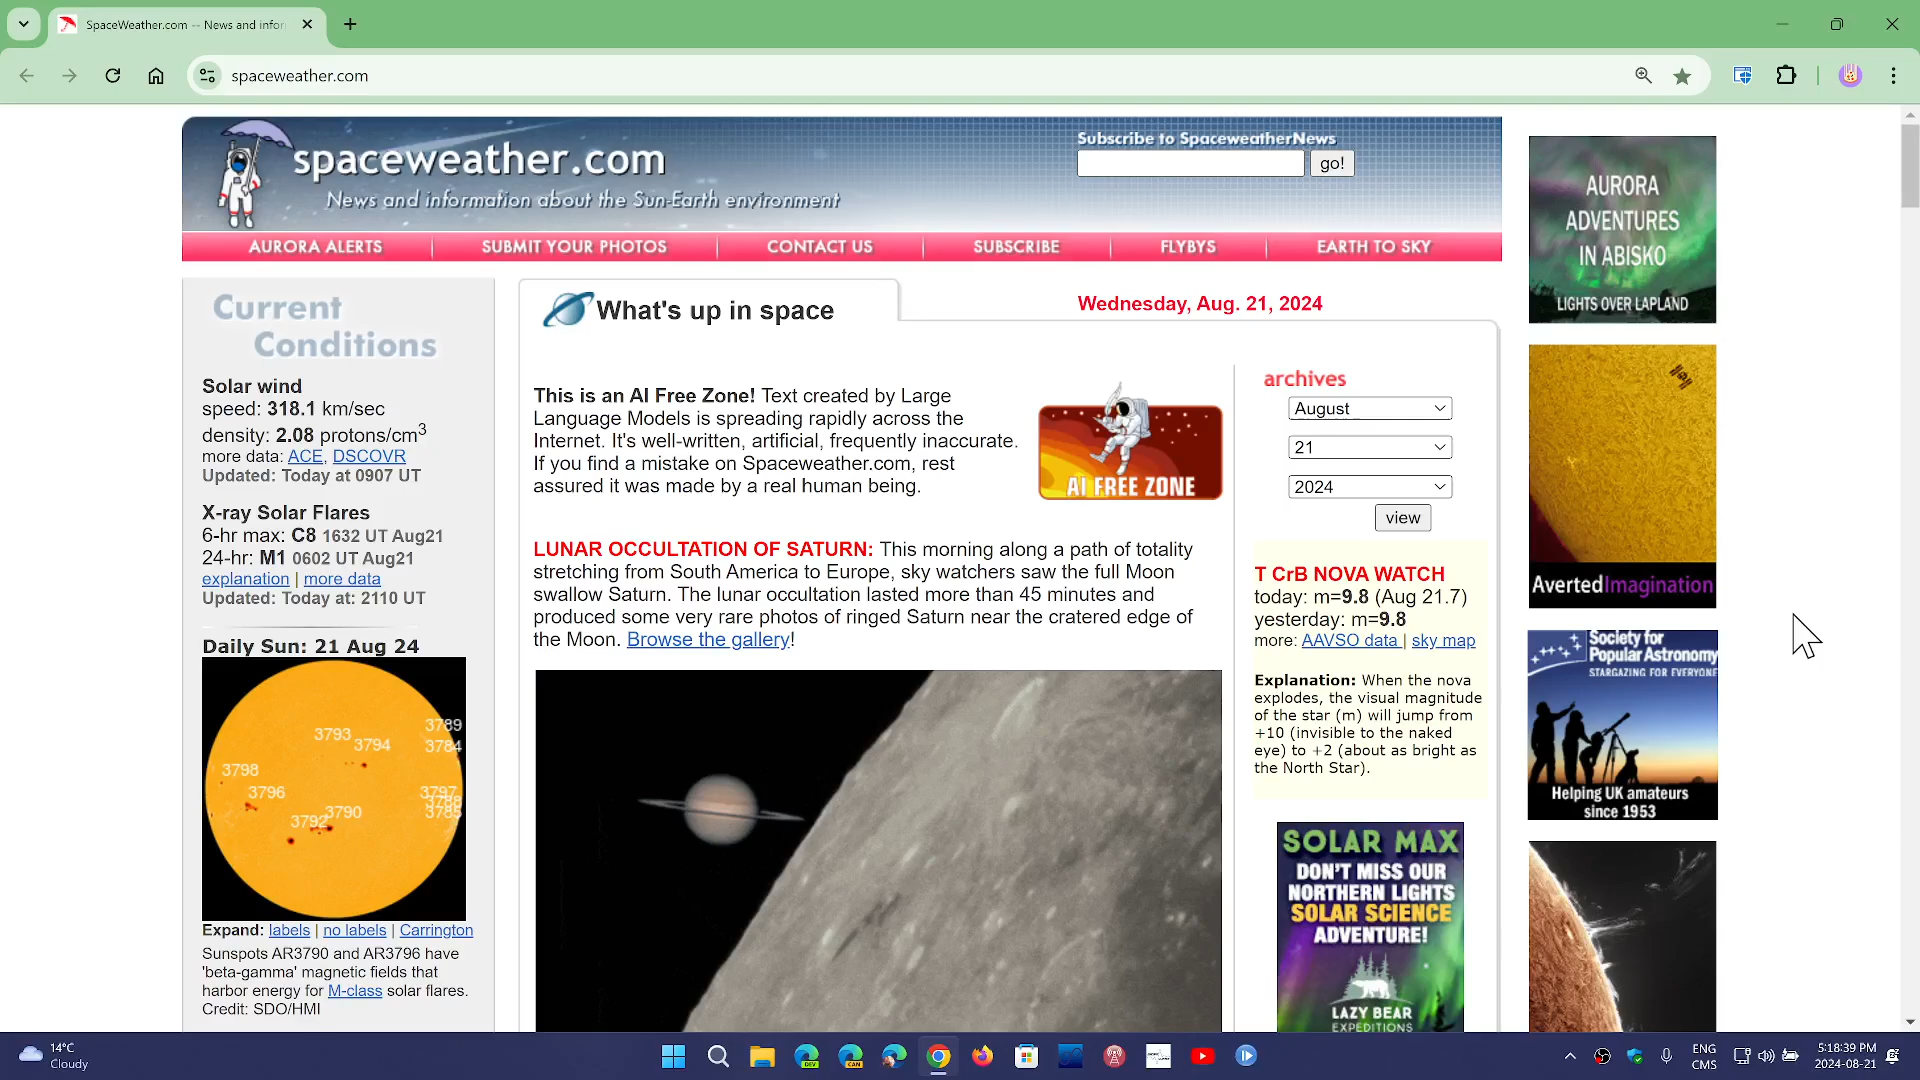 SpaceWeather.com -- News and infor
spaceweather.com
spaceweather.com
News and information about the Sun-Earth environment
Subscribe to SpaceweatherNews
go!
AURORA ALERTS
SUBMIT YOUR PHOTOS
CONTACT US
SUBSCRIBE
FLYBYS
EARTH TO SKY
Current
Conditions
Solar wind
speed: 318.1 km/sec
density: 2.08 protons/cm3
more data: ACE, DSCOVR
Updated: Today at 0907 UT
X-ray Solar Flares
6-hr max: C8 1632 UT Aug21
24-hr: M1 0602 UT Aug21
explanation | more data
Updated: Today at: 2110 UT
Daily Sun: 21 Aug 24
3793
3794
3789
3784
3798
3796
3797
3788
3785
3792
3790
Expand: labels | no labels | Carrington
Sunspots AR3790 and AR3796 have
'beta-gamma' magnetic fields that
harbor energy for M-class solar flares.
Credit: SDO/HMI
What's up in space
Wednesday, Aug. 21, 2024
This is an AI Free Zone! Text created by Large
Language Models is spreading rapidly across the
Internet. It's well-written, artificial, frequently inaccurate.
If you find a mistake on Spaceweather.com, rest
assured it was made by a real human being.
AI FREE ZONE
LUNAR OCCULTATION OF SATURN: This morning along a path of totality
stretching from South America to Europe, sky watchers saw the full Moon
swallow Saturn. The lunar occultation lasted more than 45 minutes and
produced some very rare photos of ringed Saturn near the cratered edge of
the Moon. Browse the gallery!
archives
August
21
2024
view
T CrB NOVA WATCH
today: m=9.8 (Aug 21.7)
yesterday: m=9.8
more: AAVSO data | sky map
Explanation: When the nova
explodes, the visual magnitude
of the star (m) will jump from
+10 (invisible to the naked
eye) to +2 (about as bright as
the North Star).
SOLAR MAX
DON'T MISS OUR
NORTHERN LIGHTS
SOLAR SCIENCE
ADVENTURE!
LAZY BEAR
EXPEDITIONS
AURORA
ADVENTURES
IN ABISKO
LIGHTS OVER LAPLAND
AvertedImagination
Society for
Popular Astronomy
STARGAZING FOR EVERYONE
Helping UK amateurs
since 1953
14°C
Cloudy
DEV
CAN
ENG
CMS
5:18:39 PM
2024-08-21